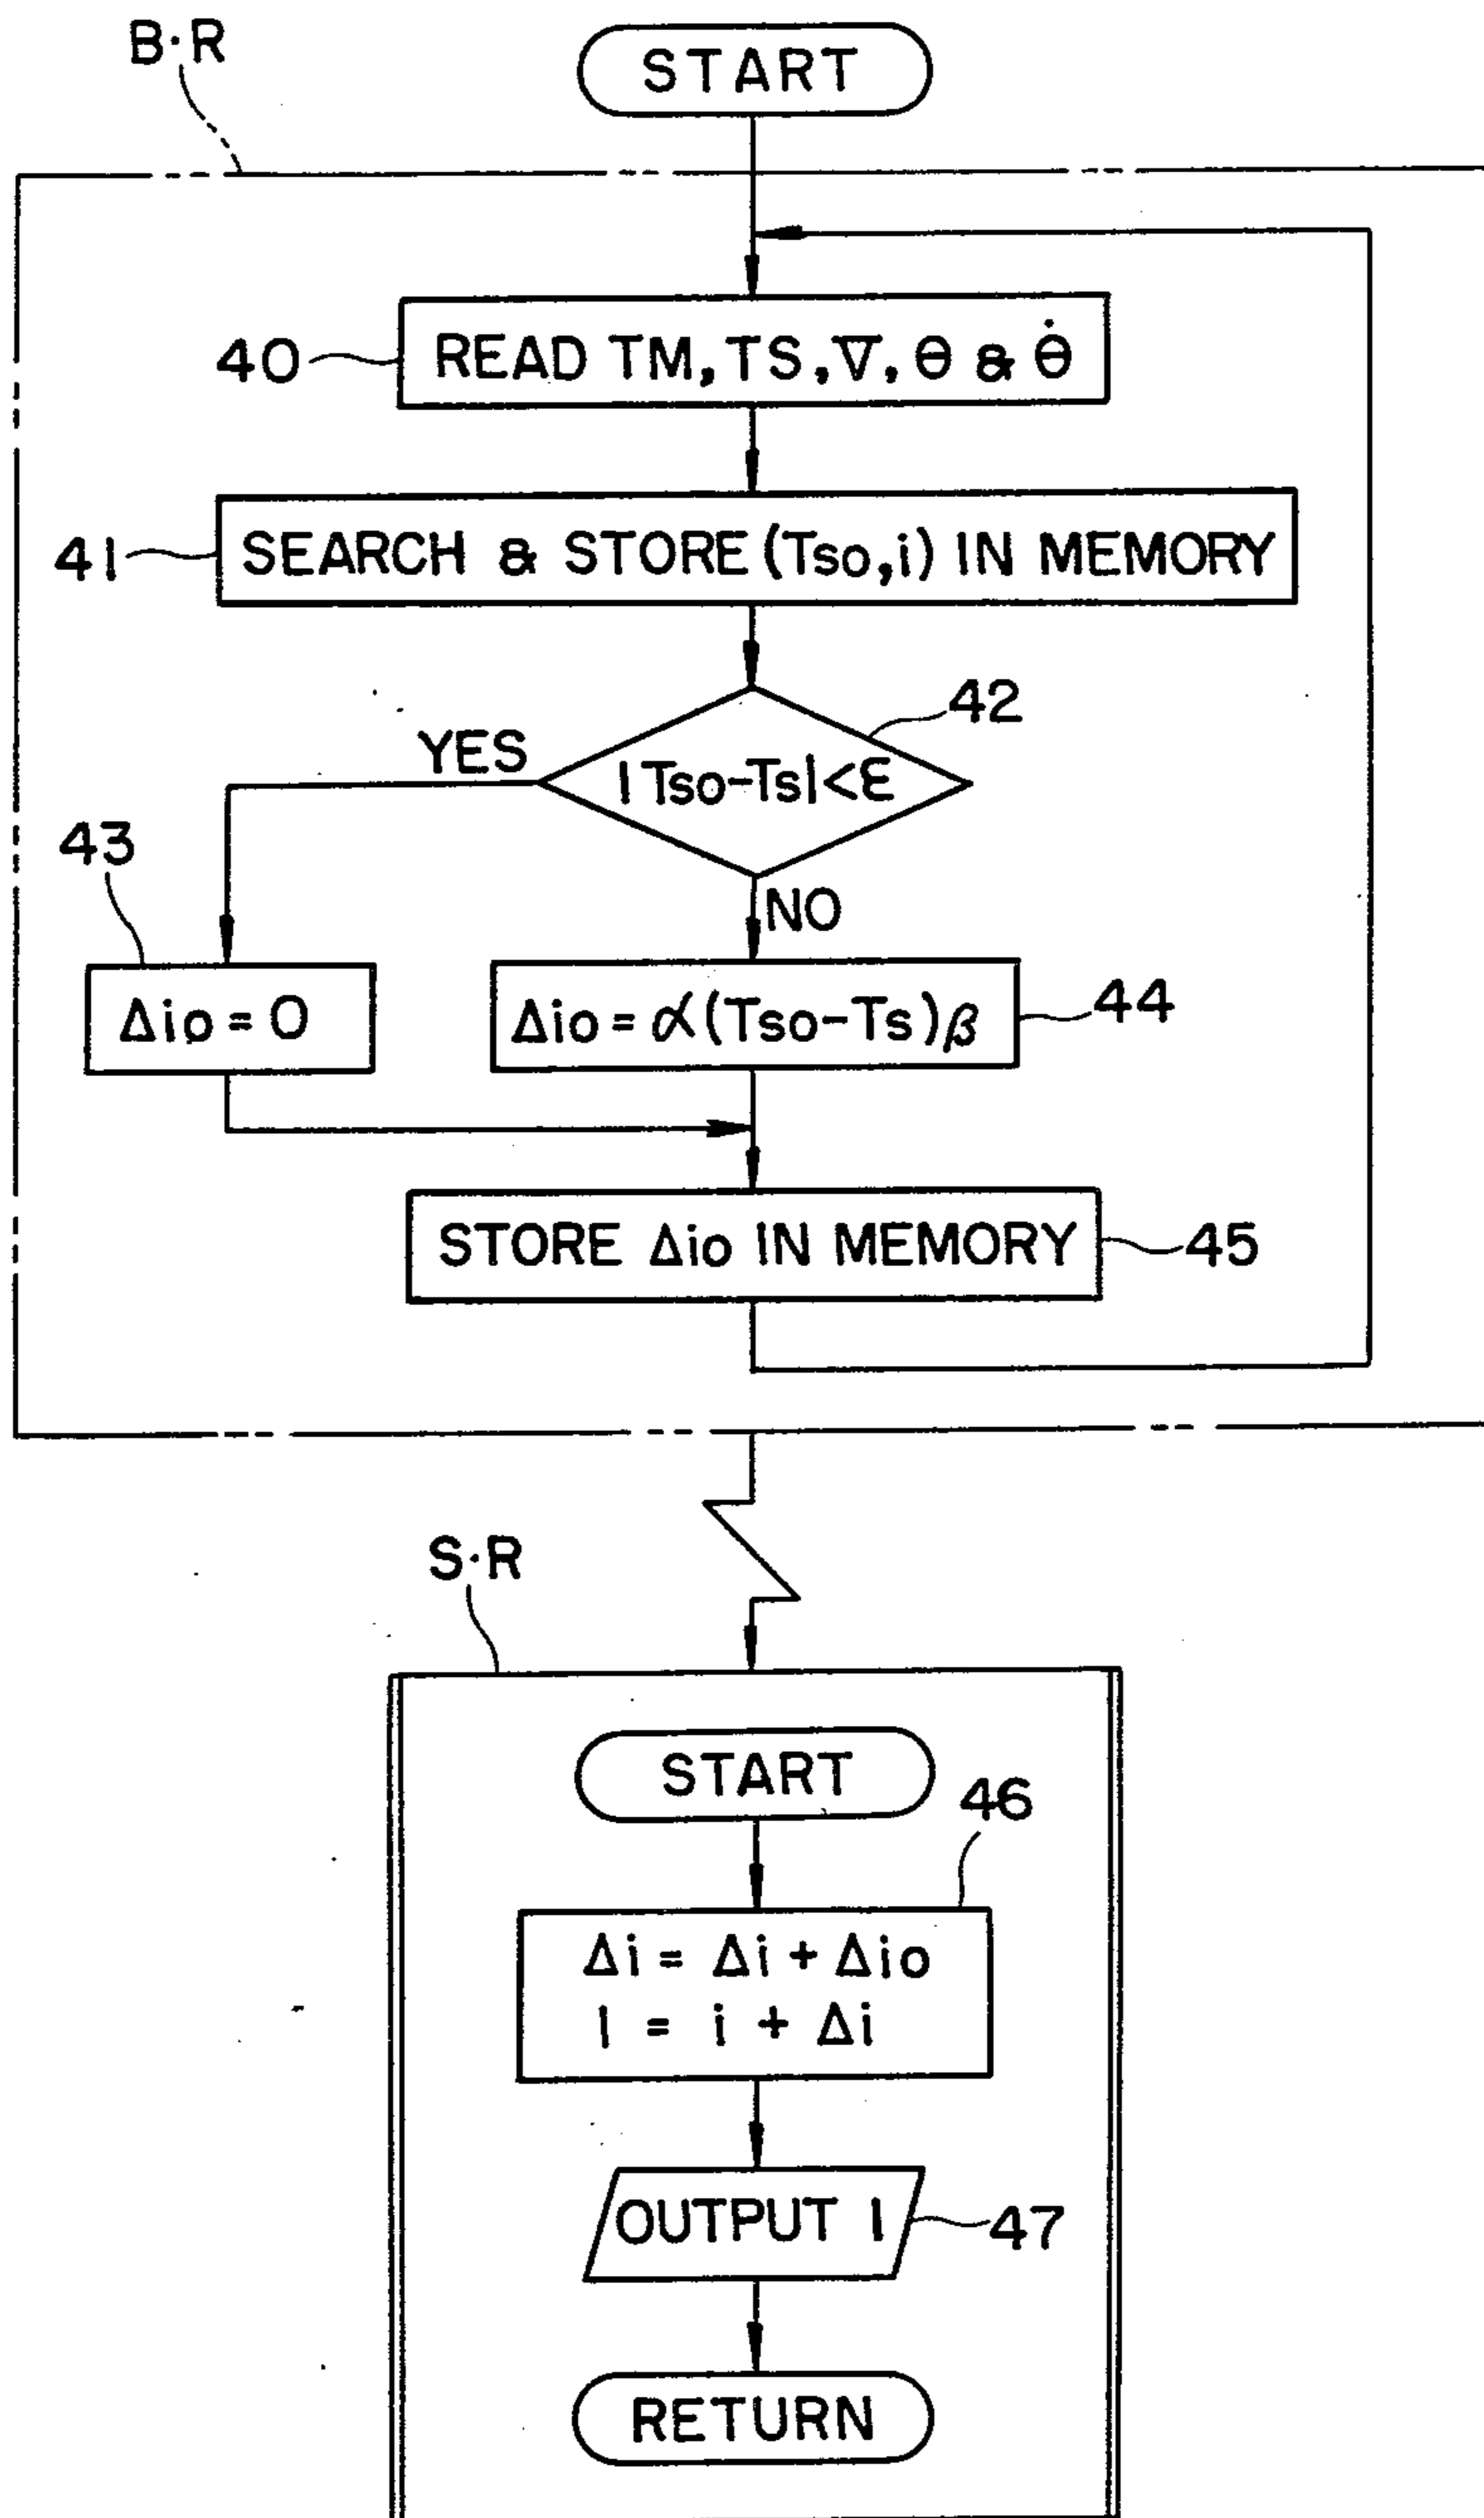 B·R
START
40
READ TM, TS, V, θ & θ̇
41
SEARCH & STORE (Tso,i) IN MEMORY
42
YES
|Tso-Ts|<ε
43
NO
Δio = 0
Δio = α(Tso-Ts)β
44
STORE Δio IN MEMORY
45
S·R
START
46
Δi = Δi + Δio
I = i + Δi
OUTPUT I
47
RETURN